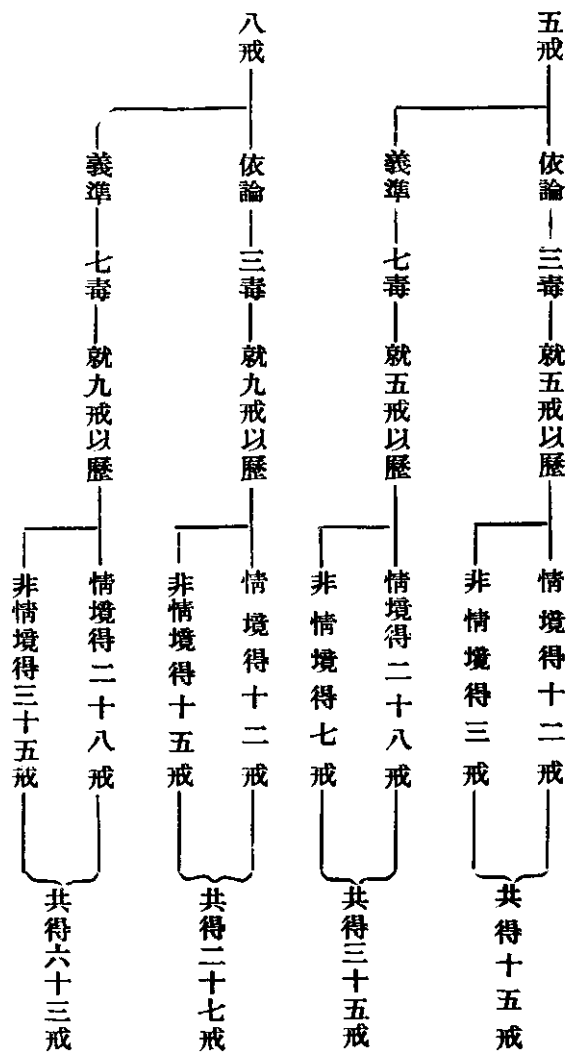 五戒
依論
三毒
就五戒以歷
情境得十二戒
非情境得三戒
共得十五戒
義準
七毒
就五戒以歷
情境得二十八戒
非情境得七戒
共得三十五戒
八戒
依論
三毒
就九戒以歷
情境得十二戒
非情境得十五戒
共得二十七戒
義準
七毒
就九戒以歷
情境得二十八戒
非情境得三十五戒
共得六十三戒